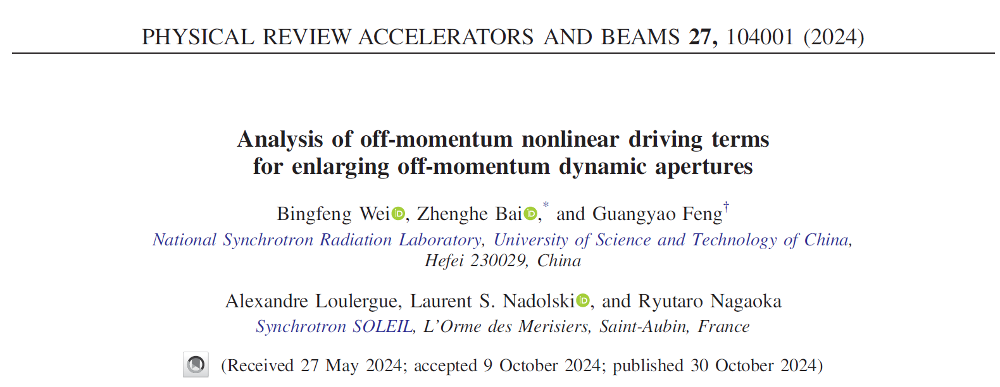 PHYSICAL REVIEW ACCELERATORS AND BEAMS 27, 104001 (2024)
Analysis of off-momentum nonlinear driving terms
for enlarging off-momentum dynamic apertures
Bingfeng Wei iD, Zhenghe Bai iD,* and Guangyao Feng†
National Synchrotron Radiation Laboratory, University of Science and Technology of China,
Hefei 230029, China
Alexandre Loulergue, Laurent S. Nadolski iD, and Ryutaro Nagaoka
Synchrotron SOLEIL, L'Orme des Merisiers, Saint-Aubin, France
(Received 27 May 2024; accepted 9 October 2024; published 30 October 2024)